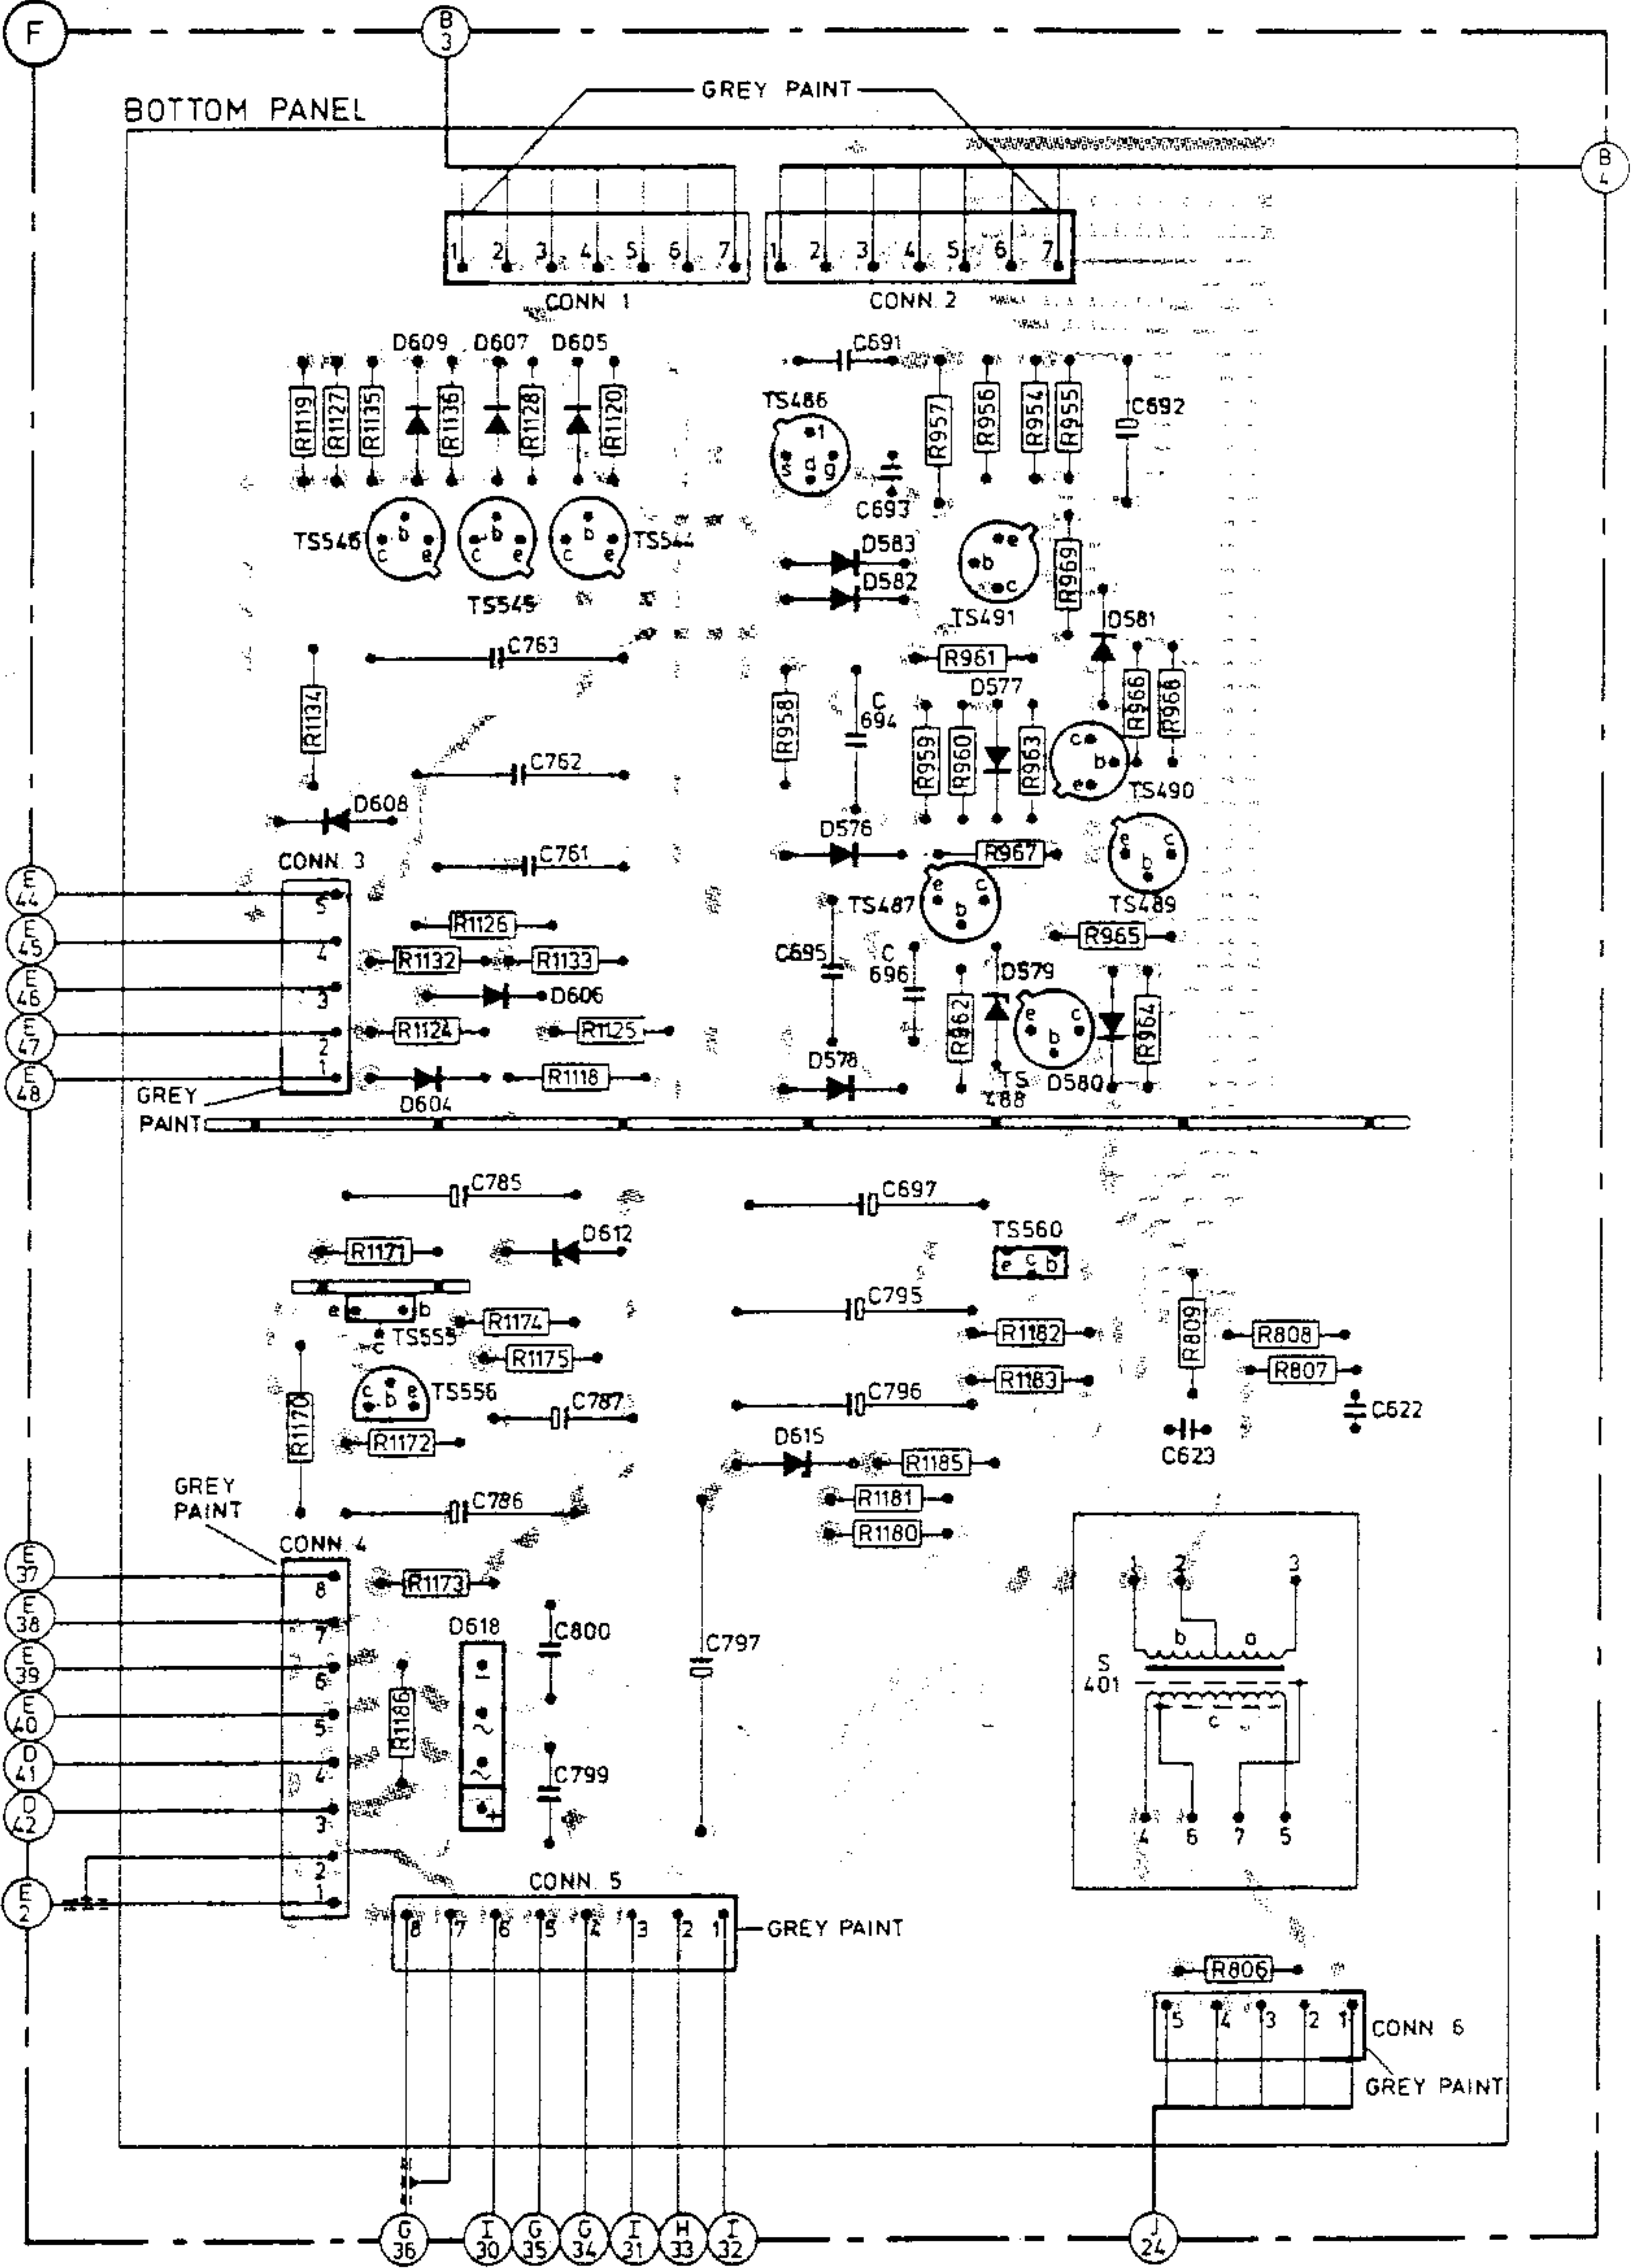 F
B
3
GREY PAINT
BOTTOM PANEL
B
4
1 2 3 4 5 6 7
1 2 3 4 5 6 7
CONN 1
CONN. 2
D609 D607 D605
C691
R1119
R1127
R1135
R1136
R1128
R1120
TS486
s d g
R957
R956
R954
R955
C692
C693
TS546
c b e
c b e
c b e
TS544
TS545
D583
D582
e
b
c
TS491
R969
D581
C763
R961
R1134
R958
C
694
D577
R959
R960
R963
R966
R968
c
b
e
TS490
C762
D608
D576
R967
CONN. 3
C761
e c
b
TS489
E
44
5
TS487
e c
b
R1126
R965
E
45
4
R1132
R1133
C695
C
696
D579
E
46
3
D606
R962
e c
b
R964
E
47
2
R1124
R1125
D578
TS
488
D580
E
48
1
R1118
GREY
PAINT
D604
C785
C697
D612
TS560
R1171
e c b
e b
c
TS555
R1174
C795
R809
R1182
R808
R1175
R1183
R807
c b e
TS556
C796
C622
R1170
C787
R1172
D615
R1185
C623
GREY
PAINT
C786
R1181
R1180
CONN. 4
E
37
8
R1173
1 2 3
E
38
7
D618
C800
C797
b a
E
39
6
S
401
E
40
5
R1186
c
D
41
4
C799
D
42
3
+
4 6 7 5
2
E
2
1
CONN. 5
8 7 6 5 4 3 2 1
GREY PAINT
R806
5 4 3 2 1
CONN 6
GREY PAINT
G
36
I
30
G
35
G
34
I
31
H
33
I
32
J
24